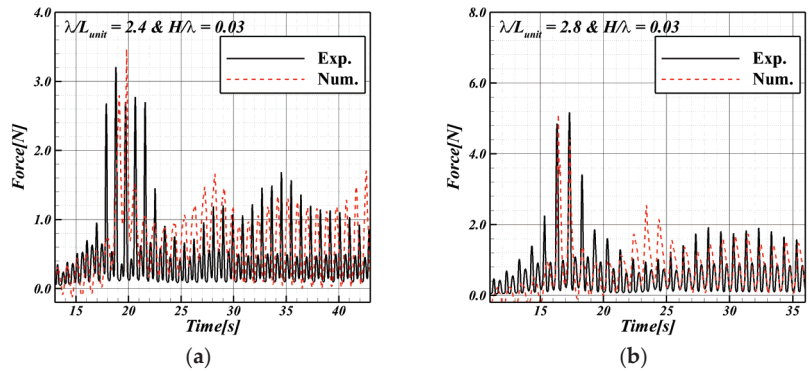 λ/Lunit = 2.4 & H/λ = 0.03
Exp.
Num.
4.0
3.0
2.0
1.0
0.0
Force[N]
15 20 25 30 35 40
Time[s]
(a)
λ/Lunit = 2.8 & H/λ = 0.03
Exp.
Num.
8.0
6.0
4.0
2.0
0.0
Force[N]
15 20 25 30 35
Time[s]
(b)